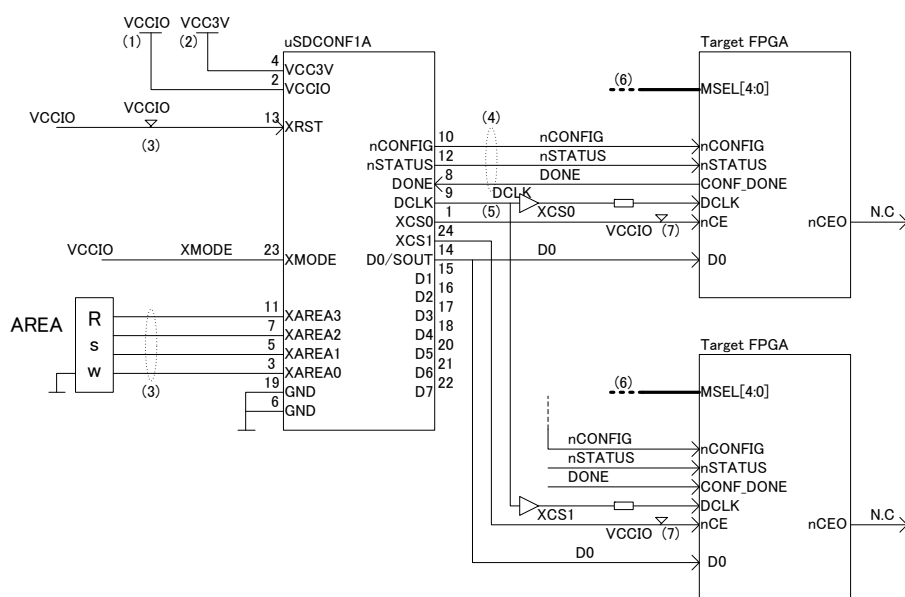 VCCIO VCC3V
(1) (2)
uSDCONF1A
4 VCC3V
2 VCCIO
VCCIO
VCCIO 13 XRST
(3)
nCONFIG 10 nCONFIG
nSTATUS 12 nSTATUS
DONE 8 DONE
DCLK 9 DCLK
XCS0 1 XCS0
XCS1 24
D0/SOUT 14 D0
D1 15
D2 16
D3 17
D4 18
D5 20
D6 21
D7 22
(4)
(5)
VCCIO XMODE 23 XMODE
AREA
R
s
w
11 XAREA3
7 XAREA2
5 XAREA1
3 XAREA0
(3)
19 GND
6 GND
Target FPGA
(6)
MSEL[4:0]
nCONFIG
nSTATUS
CONF_DONE
DCLK
nCE
VCCIO (7)
nCEO N.C
D0
Target FPGA
(6)
MSEL[4:0]
nCONFIG nCONFIG
nSTATUS nSTATUS
DONE CONF_DONE
DCLK
XCS1 nCE
VCCIO (7)
nCEO N.C
D0 D0